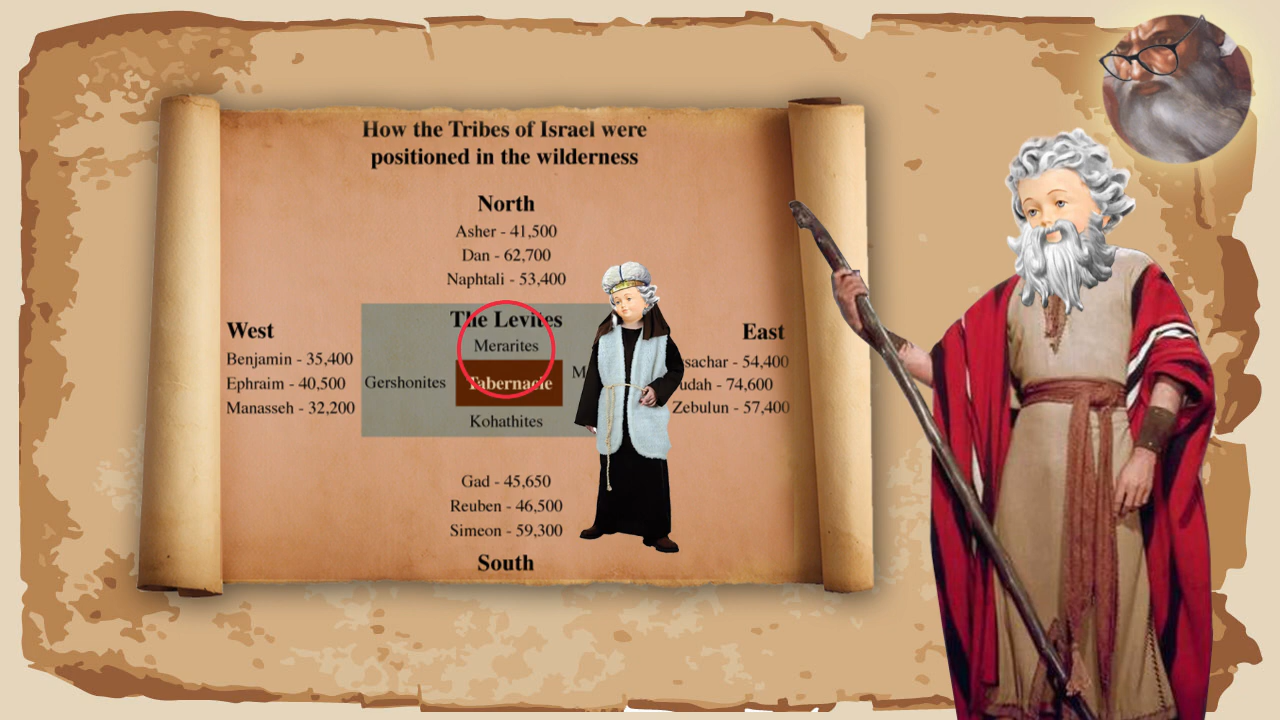 How the Tribes of Israel were
positioned in the wilderness
North
Asher - 41,500
Dan - 62,700
Naphtali - 53,400
The Levites
Merarites
West
Benjamin - 35,400
Ephraim - 40,500
Manasseh - 32,200
Gershonites
Tabernacle
Kohathites
East
- 54,400
- 74,600
Zebulun - 57,400
Gad - 45,650
Reuben - 46,500
Simeon - 59,300
South